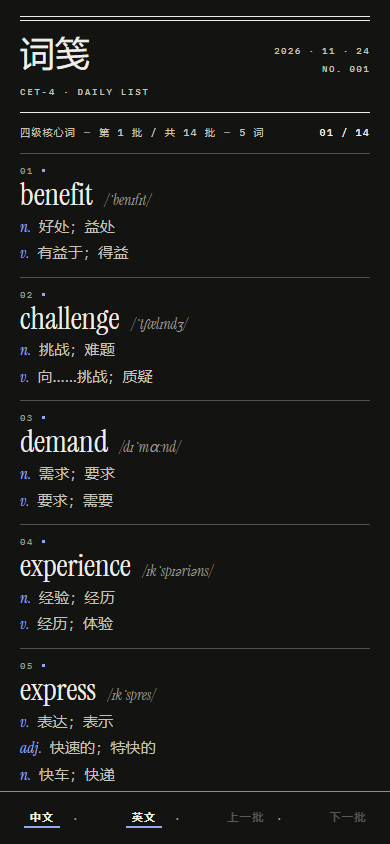 词笺
2026 · 11 · 24
NO. 001
CET-4 · DAILY LIST
四级核心词 — 第 1 批 / 共 14 批 — 5 词
01 / 14
01
benefit /ˈbenɪfɪt/
n. 好处；益处
v. 有益于；得益
02
challenge /ˈtʃælɪndʒ/
n. 挑战；难题
v. 向……挑战；质疑
03
demand /dɪˈmɑːnd/
n. 需求；要求
v. 要求；需要
04
experience /ɪkˈspɪəriəns/
n. 经验；经历
v. 经历；体验
05
express /ɪkˈspres/
v. 表达；表示
adj. 快速的；特快的
n. 快车；快递
中文 · 英文 · 上一批 · 下一批